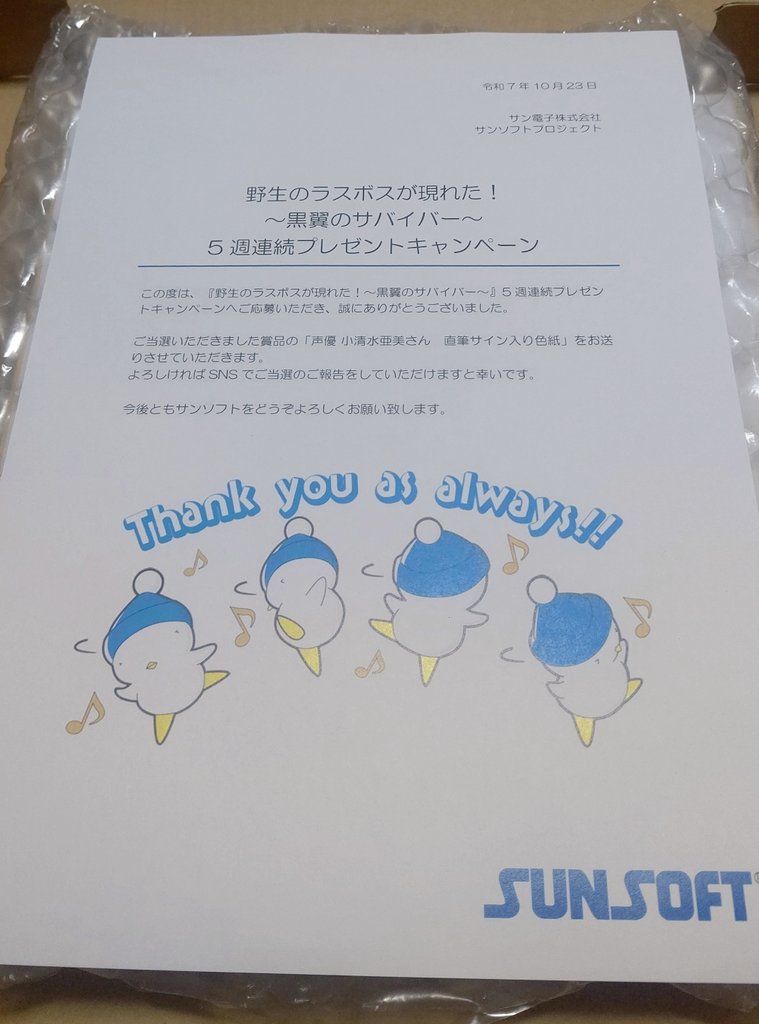 令和7年10月23日
サン電子株式会社
サンソフトプロジェクト
野生のラスボスが現れた！
～黒翼のサバイバー～
5週連続プレゼントキャンペーン
この度は、『野生のラスボスが現れた！～黒翼のサバイバー～』5週連続プレゼン
トキャンペーンへご応募いただき、誠にありがとうございました。
ご当選いただきました賞品の「声優 小清水亜美さん　直筆サイン入り色紙」をお送
りさせていただきます。
よろしければSNSでご当選のご報告をしていただけますと幸いです。
今後ともサンソフトをどうぞよろしくお願い致します。
Thank you as always!!
SUNSOFT®